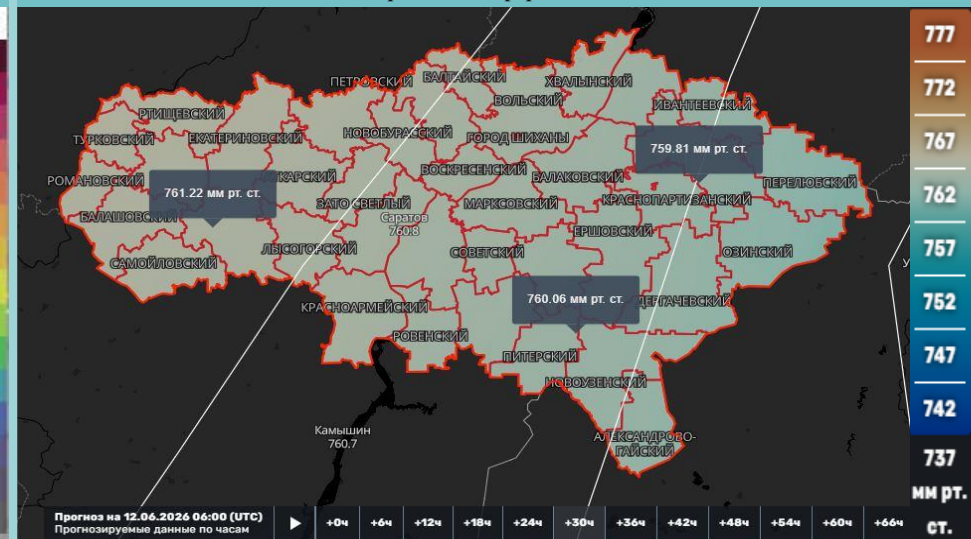 777
772
767
762
757
752
747
742
737
мм рт.
ст.
ПЕТРОВСКИЙ
БАЛТАЙСКИЙ
ХВАЛЫНСКИЙ
ВОЛЬСКИЙ
ИВАНТЕЕВСКИЙ
РТИЩЕВСКИЙ
ТУРКОВСКИЙ
ЕКАТЕРИНОВСКИЙ
НОВОБУРАССКИЙ
ГОРОД ШИХАНЫ
759.81 мм рт. ст.
ВОСКРЕСЕНСКИЙ
БАЛАКОВСКИЙ
РОМАНОВСКИЙ
761.22 мм рт. ст.
КАРСКИЙ
ПЕРЕЛЮБСКИЙ
ЗАТО СВЕТЛЫЙ
МАРКСОВСКИЙ
КРАСНОПАРТИЗАНСКИЙ
БАЛАШОВСКИЙ
Саратов
760.8
ЕРШОВСКИЙ
ЛЫСОГОРСКИЙ
СОВЕТСКИЙ
ОЗИНСКИЙ
САМОЙЛОВСКИЙ
У
760.06 мм рт. ст.
ДЕРГАЧЕВСКИЙ
КРАСНОАРМЕЙСКИЙ
РОВЕНСКИЙ
ПИТЕРСКИЙ
НОВОУЗЕНСКИЙ
Камышин
760.7
АЛЕКСАНДРОВО-
ГАЙСКИЙ
Прогноз на 12.06.2026 06:00 (UTC)
Прогнозируемые данные по часам
+0ч +6ч +12ч +18ч +24ч +30ч +36ч +42ч +48ч +54ч +60ч +66ч